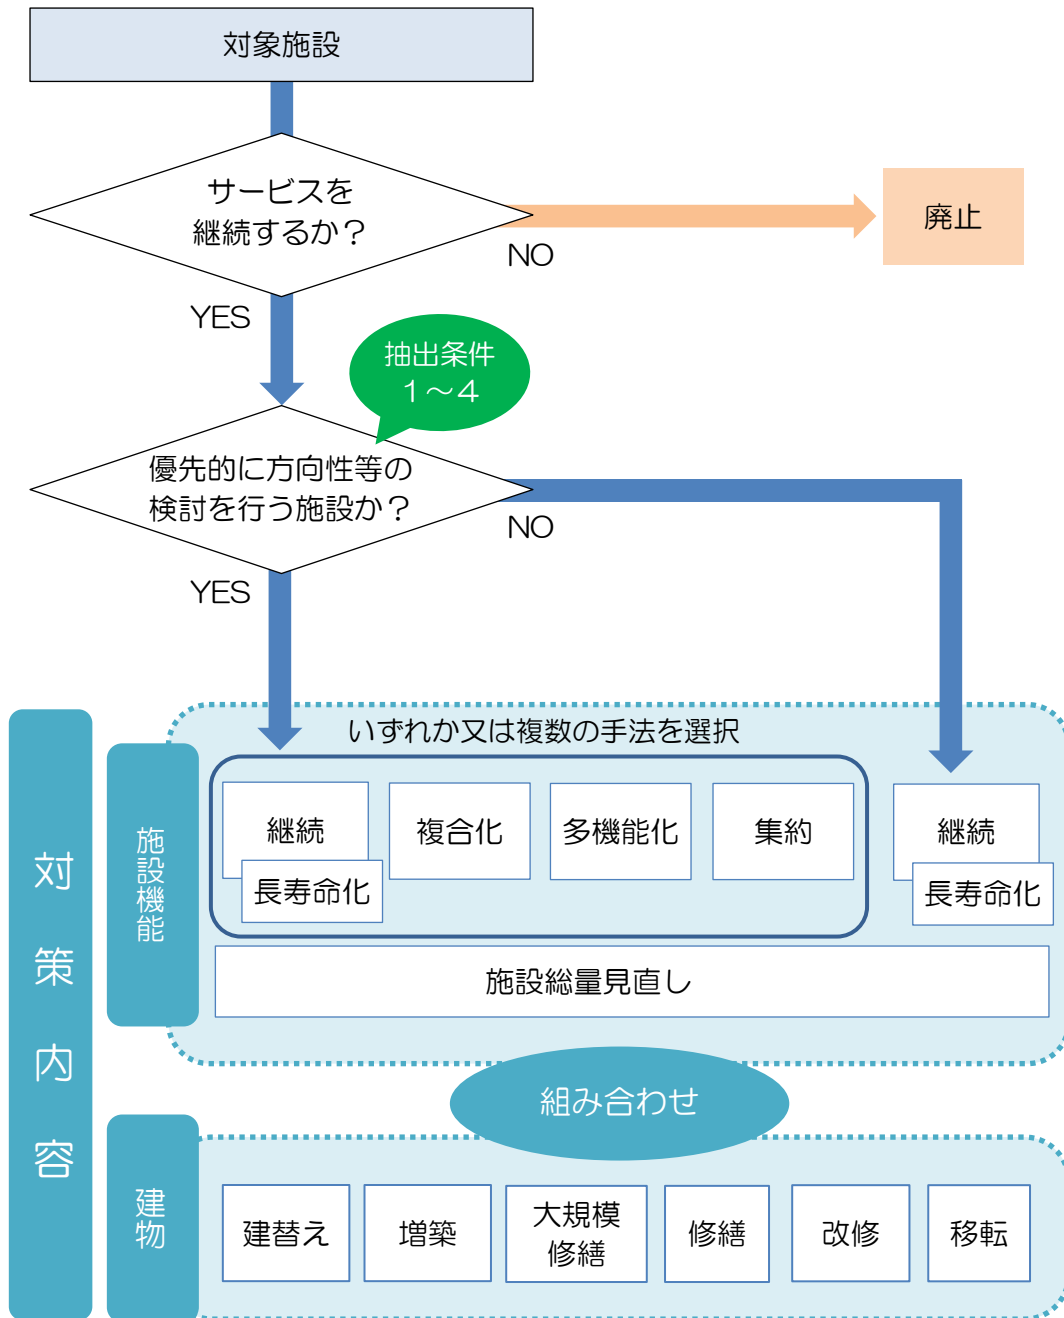 対象施設
サービスを
継続するか？
NO
廃止
YES
抽出条件
１～４
優先的に方向性等の
検討を行う施設か？
NO
YES
対策内容
施設機能
いずれか又は複数の手法を選択
継続
長寿命化
複合化
多機能化
集約
継続
長寿命化
施設総量見直し
組み合わせ
建物
建替え
増築
大規模
修繕
修繕
改修
移転